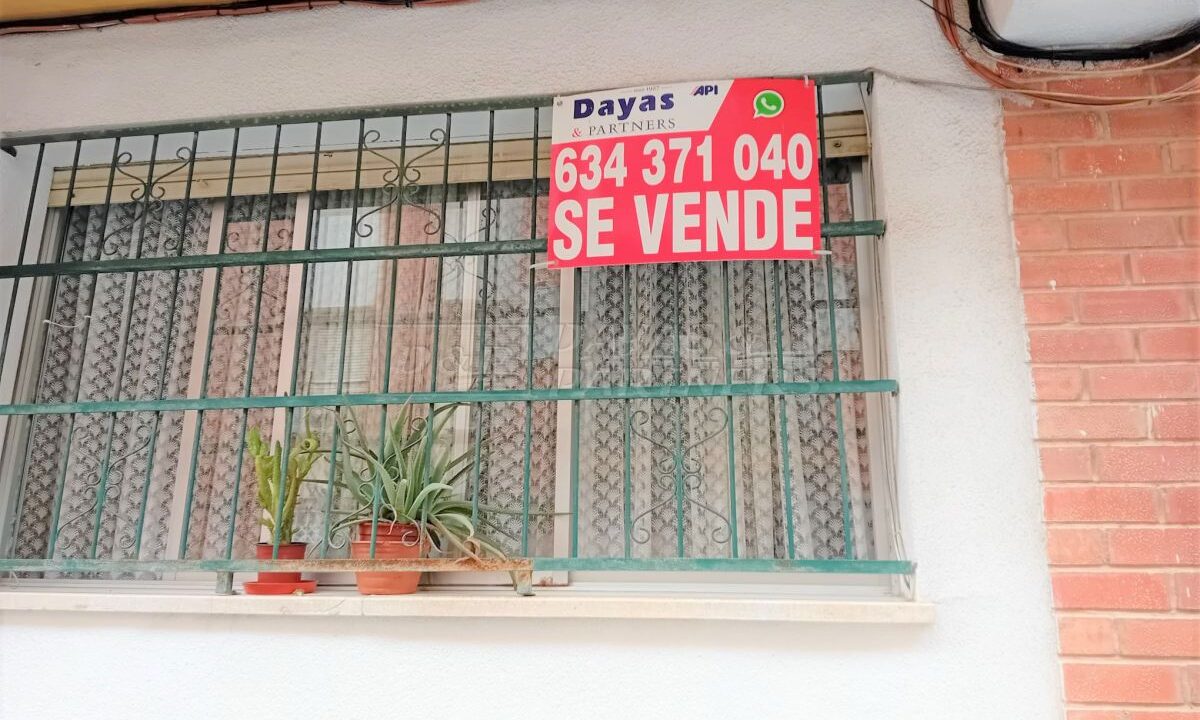 Dayas
API
& PARTNERS
634 371 040
SE VENDE